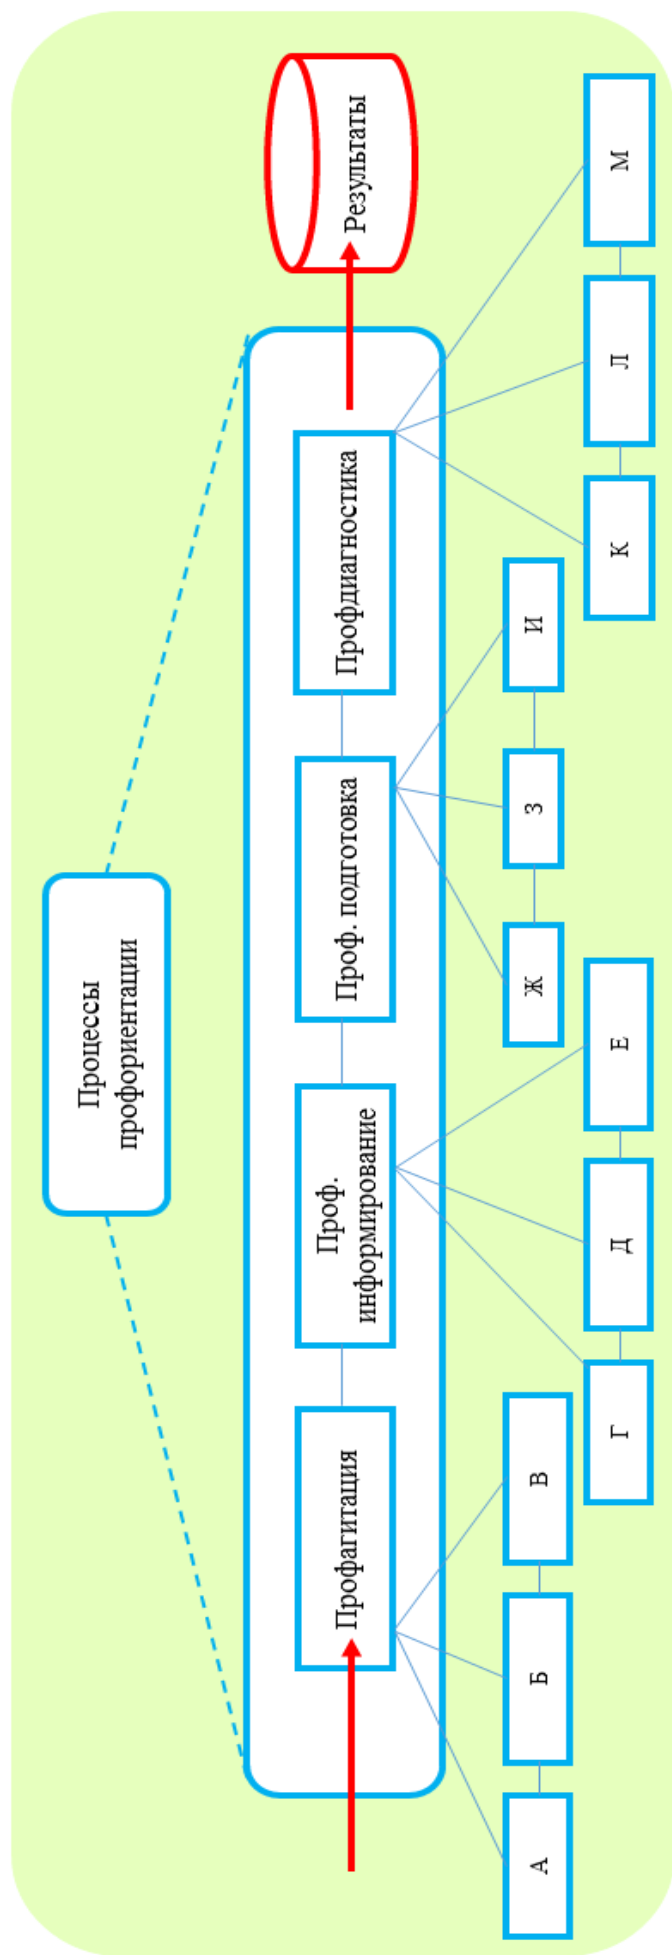 Процессы
профориентации
Профагитация
Проф.
информирование
Проф. подготовка
Профдиагностика
Результаты
А
Б
В
Г
Д
Е
Ж
З
И
К
Л
М